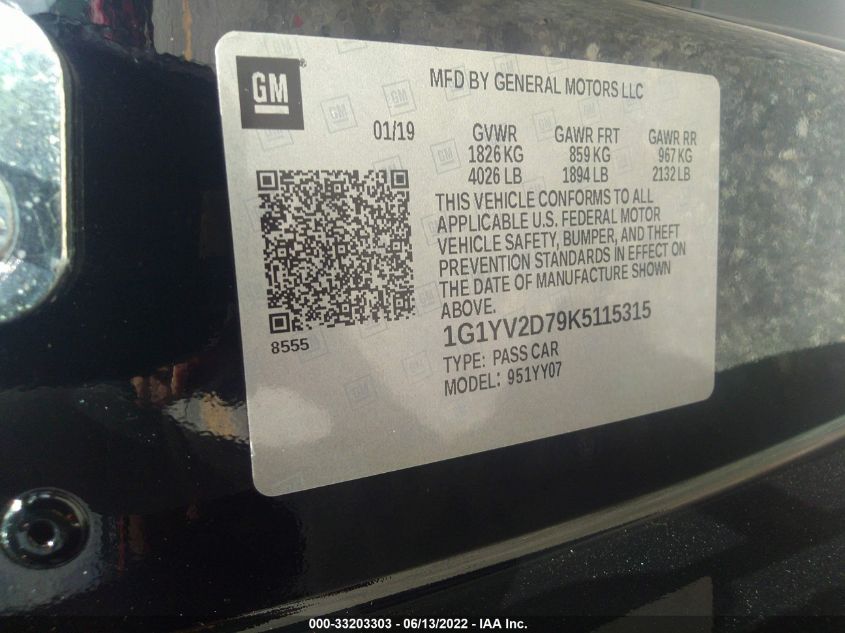 GM
MFD BY GENERAL MOTORS LLC
01/19
GVWR GAWR FRT GAWR RR
1826 KG 859 KG 967 KG
4026 LB 1894 LB 2132 LB
THIS VEHICLE CONFORMS TO ALL
APPLICABLE U.S. FEDERAL MOTOR
VEHICLE SAFETY, BUMPER, AND THEFT
PREVENTION STANDARDS IN EFFECT ON
THE DATE OF MANUFACTURE SHOWN
ABOVE.
1G1YV2D79K5115315
TYPE: PASS CAR
MODEL: 951YY07
8555
000-33203303 - 06/13/2022 - IAA Inc.